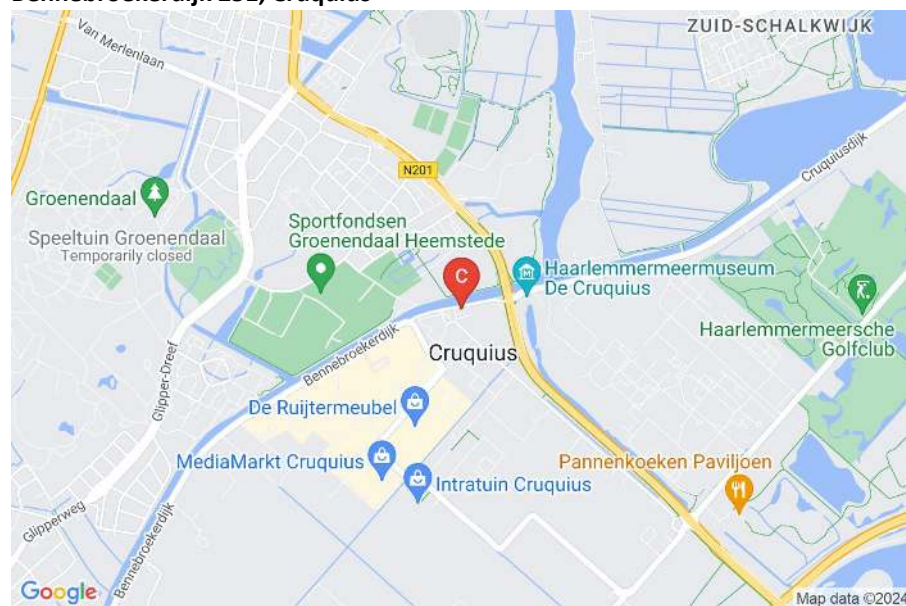 ZUID-SCHALKWIJK
Van Merlenlaan
N201
Cruquiusdijk
Groenendaal
Speeltuin Groenendaal
Temporarily closed
Sportfondsen
Groenendaal Heemstede
C
Haarlemmermeermuseum
De Cruquius
Haarlemmermeersche
Golfclub
Bennebroekerdijk
Cruquius
Glipper-Dreef
De Ruijtermeubel
MediaMarkt Cruquius
Intratuin Cruquius
Pannenkoeken Paviljoen
Glipperweg
Bennebroekerdijk
Google
Map data ©2024